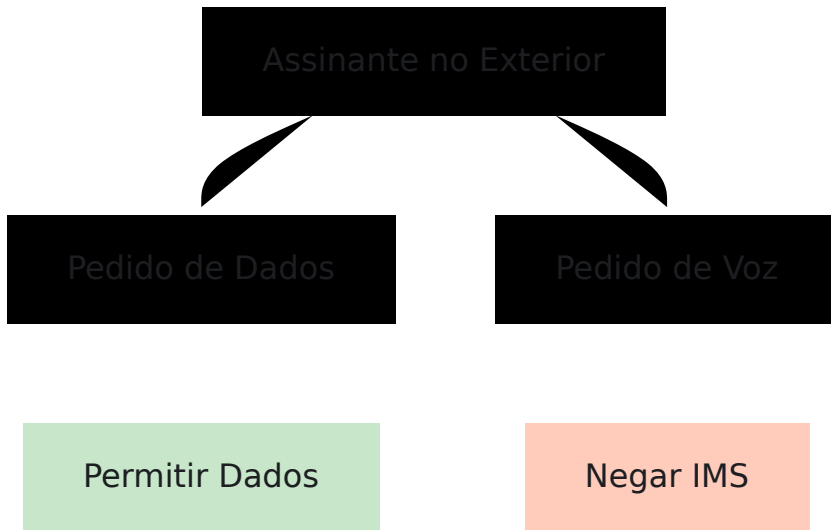 Assinante no Exterior
Pedido de Dados
Pedido de Voz
Permitir Dados
Negar IMS